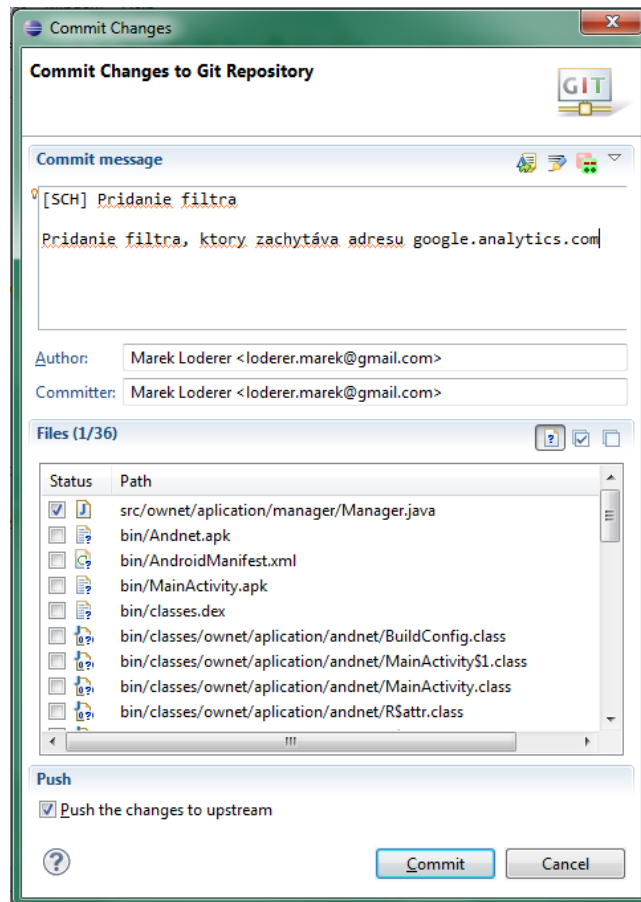 Commit Changes
Commit Changes to Git Repository
GIT
Commit message
[SCH] Pridanie filtra
Pridanie filtra, ktory zachytáva adresu google.analytics.com
Author: Marek Loderer <loderer.marek@gmail.com>
Committer: Marek Loderer <loderer.marek@gmail.com>
Files (1/36)
Status Path
src/ownet/aplication/manager/Manager.java
bin/Andnet.apk
bin/AndroidManifest.xml
bin/MainActivity.apk
bin/classes.dex
bin/classes/ownet/aplication/andnet/BuildConfig.class
bin/classes/ownet/aplication/andnet/MainActivity$1.class
bin/classes/ownet/aplication/andnet/MainActivity.class
bin/classes/ownet/aplication/andnet/R$attr.class
Push
Push the changes to upstream
Commit Cancel